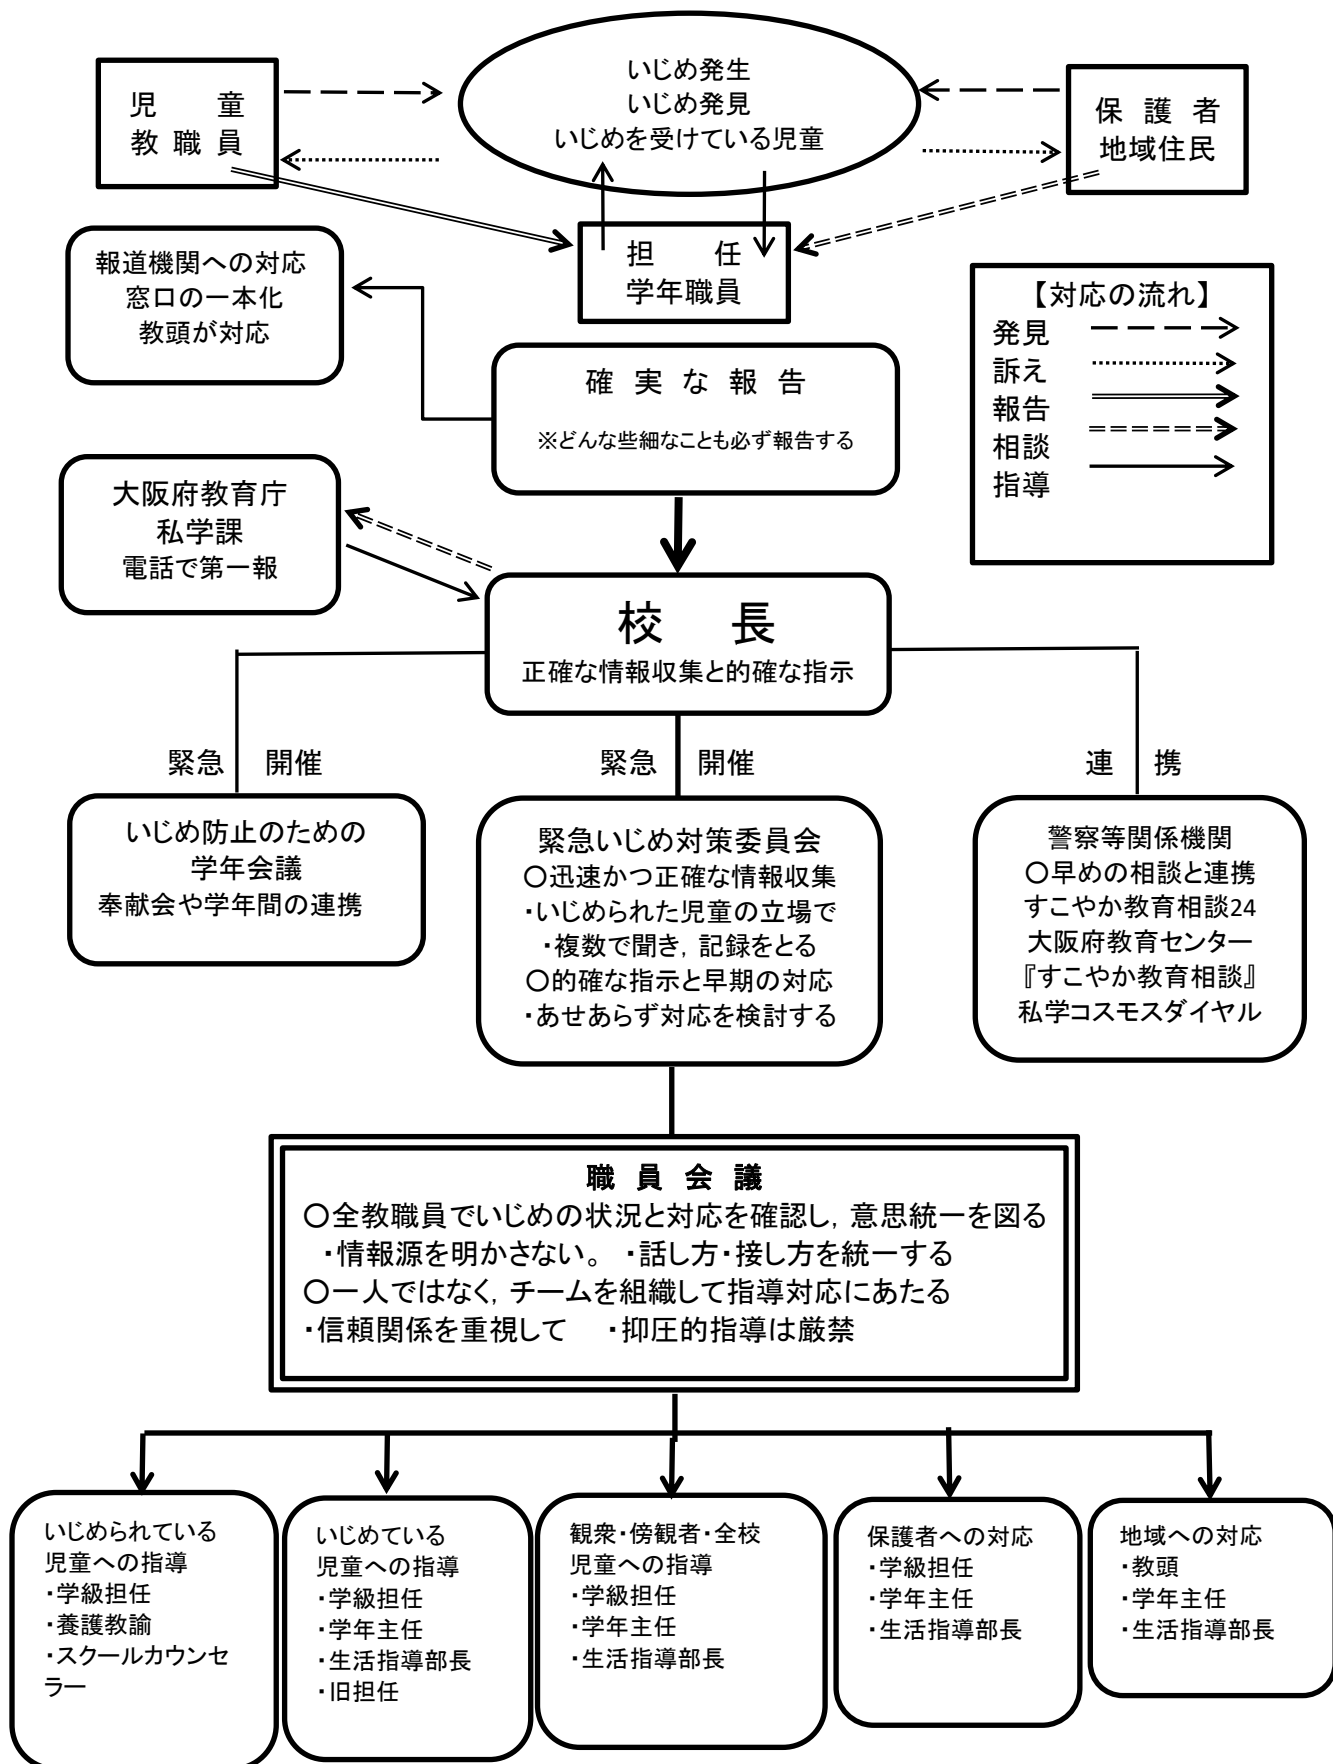 いじめ発生
いじめ発見
いじめを受けている児童
児　　童
教 職 員
保 護 者
地域住民
担　　任
学年職員
報道機関への対応
窓口の一本化
教頭が対応
【対応の流れ】
発見
訴え
報告
相談
指導
確 実 な 報 告
※どんな些細なことも必ず報告する
大阪府教育庁
私学課
電話で第一報
校　長
正確な情報収集と的確な指示
緊急　開催
緊急　開催
連　携
いじめ防止のための
学年会議
奉献会や学年間の連携
緊急いじめ対策委員会
○迅速かつ正確な情報収集
・いじめられた児童の立場で
・複数で聞き，記録をとる
○的確な指示と早期の対応
・あせあらず対応を検討する
警察等関係機関
○早めの相談と連携
すこやか教育相談24
大阪府教育センター
『すこやか教育相談』
私学コスモスダイヤル
職 員 会 議
○全教職員でいじめの状況と対応を確認し，意思統一を図る
・情報源を明かさない。　・話し方・接し方を統一する
○一人ではなく，チームを組織して指導対応にあたる
・信頼関係を重視して　・抑圧的指導は厳禁
いじめられている
児童への指導
・学級担任
・養護教諭
・スクールカウンセ
ラー
いじめている
児童への指導
・学級担任
・学年主任
・生活指導部長
・旧担任
観衆・傍観者・全校
児童への指導
・学級担任
・学年主任
・生活指導部長
保護者への対応
・学級担任
・学年主任
・生活指導部長
地域への対応
・教頭
・学年主任
・生活指導部長